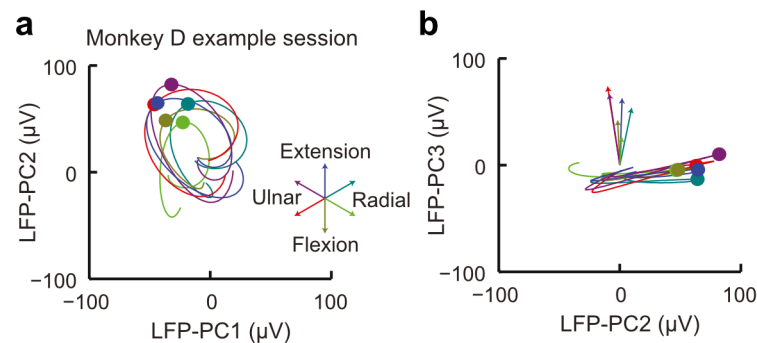 a
Monkey D example session
100
0
−100
−100
0
100
LFP-PC2 (µV)
LFP-PC1 (µV)
Extension
Ulnar
Radial
Flexion
b
100
0
−100
−100
0
100
LFP-PC3 (µV)
LFP-PC2 (µV)